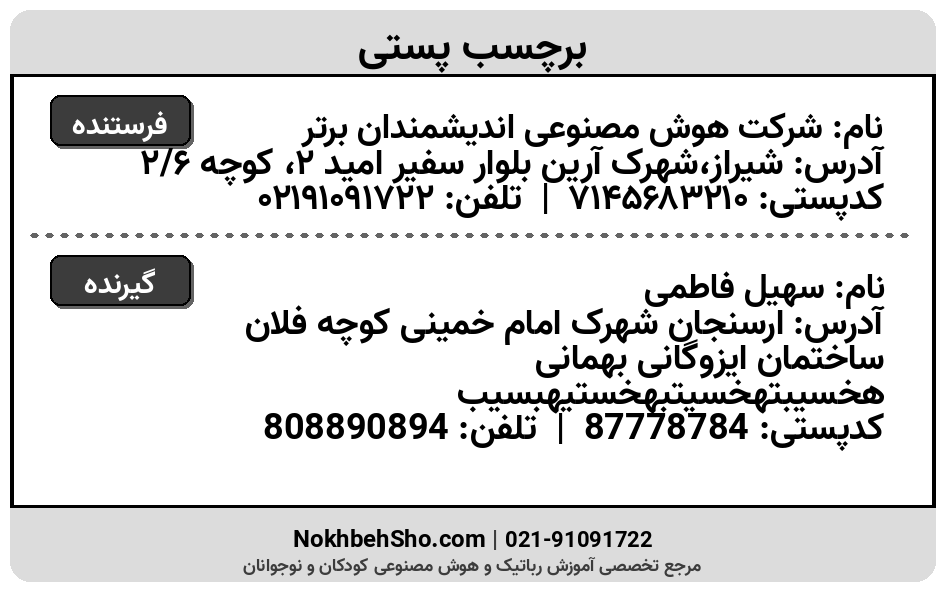 برچسب پستی
فرستنده
نام: شرکت هوش مصنوعی اندیشمندان برتر
آدرس: شیراز،شهرک آرین بلوار سفیر امید ۲، کوچه ۲/۶
کدپستی: ۷۱۴۵۶۸۳۲۱۰ | تلفن: ۰۲۱۹۱۰۹۱۷۲۲
گیرنده
نام: سهیل فاطمی
آدرس: ارسنجان شهرک امام خمینی کوچه فلان
ساختمان ایزوگانی بهمانی
هخسیبتهخسیتبهخستیهبسیب
کدپستی: 87778784 | تلفن: 808890894
NokhbehSho.com | 021-91091722
مرجع تخصصی آموزش رباتیک و هوش مصنوعی کودکان و نوجوانان